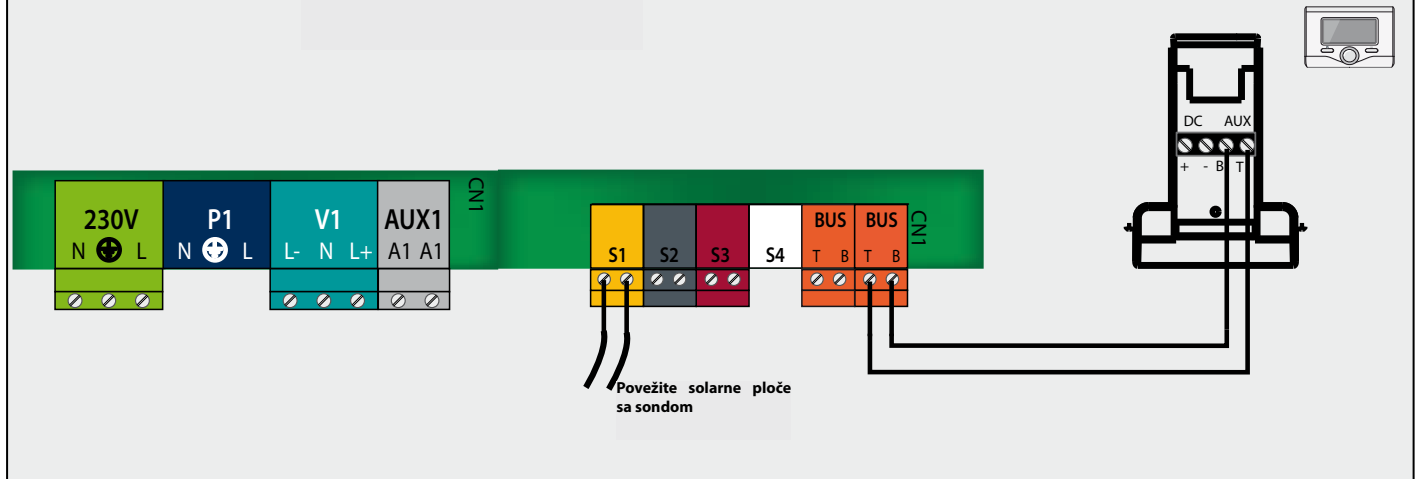 DC AUX
+ - B T
230V P1 V1 AUX1 CN1
N L N L L- N L+ A1 A1
BUS BUS CN1
S1 S2 S3 S4 T B T B
Povežite solarne ploče
sa sondom